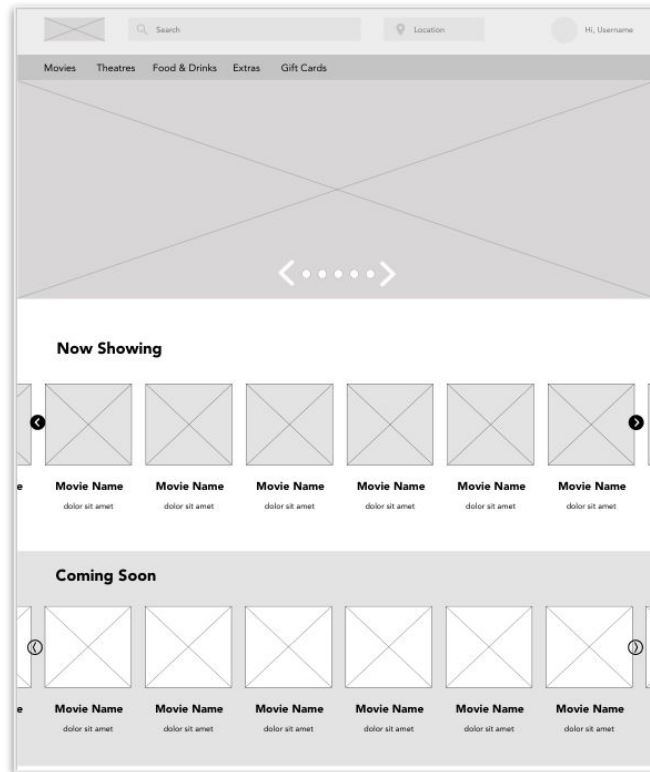 Search
Location
Hi, Username
Movies Theatres Food & Drinks Extras Gift Cards
Now Showing
e Movie Name Movie Name Movie Name Movie Name Movie Name Movie Name
dolor sit amet dolor sit amet dolor sit amet dolor sit amet dolor sit amet dolor sit amet
Coming Soon
e Movie Name Movie Name Movie Name Movie Name Movie Name Movie Name
dolor sit amet dolor sit amet dolor sit amet dolor sit amet dolor sit amet dolor sit amet